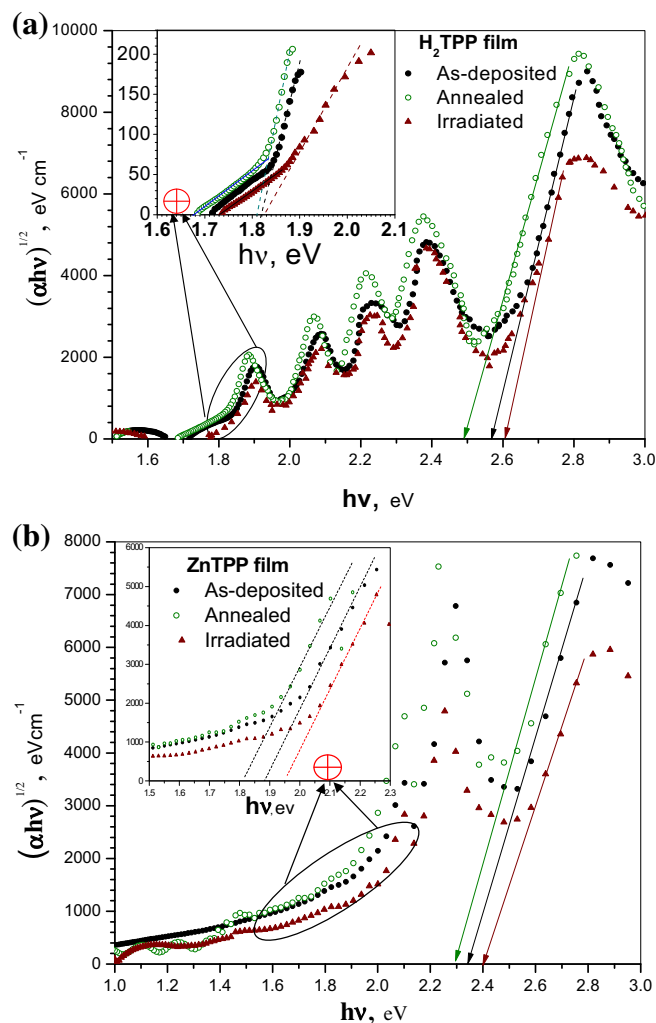 (a)
10000
8000
6000
4000
2000
0
(αhν)^1/2, eV cm^-1
200
150
100
50
0
1.6 1.7 1.8 1.9 2.0 2.1
hν, eV
H₂TPP film
As-deposited
Annealed
Irradiated
1.6 1.8 2.0 2.2 2.4 2.6 2.8 3.0
hν, eV
(b)
8000
7000
6000
5000
4000
3000
2000
1000
0
(αhν)^1/2, eVcm^-1
6000
5000
4000
3000
2000
1000
0
ZnTPP film
As-deposited
Annealed
Irradiated
1.5 1.6 1.7 1.8 1.9 2.0 2.1 2.2 2.3
hν,ev
1.0 1.2 1.4 1.6 1.8 2.0 2.2 2.4 2.6 2.8 3.0
hν, eV